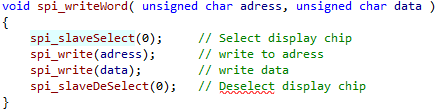 void spi_writeWord( unsigned char adress, unsigned char data )
{
    spi_slaveSelect(0);     // Select display chip
    spi_write(adress);      // write to adress
    spi_write(data);        // write data
    spi_slaveDeSelect(0);   // Deselect display chip
}